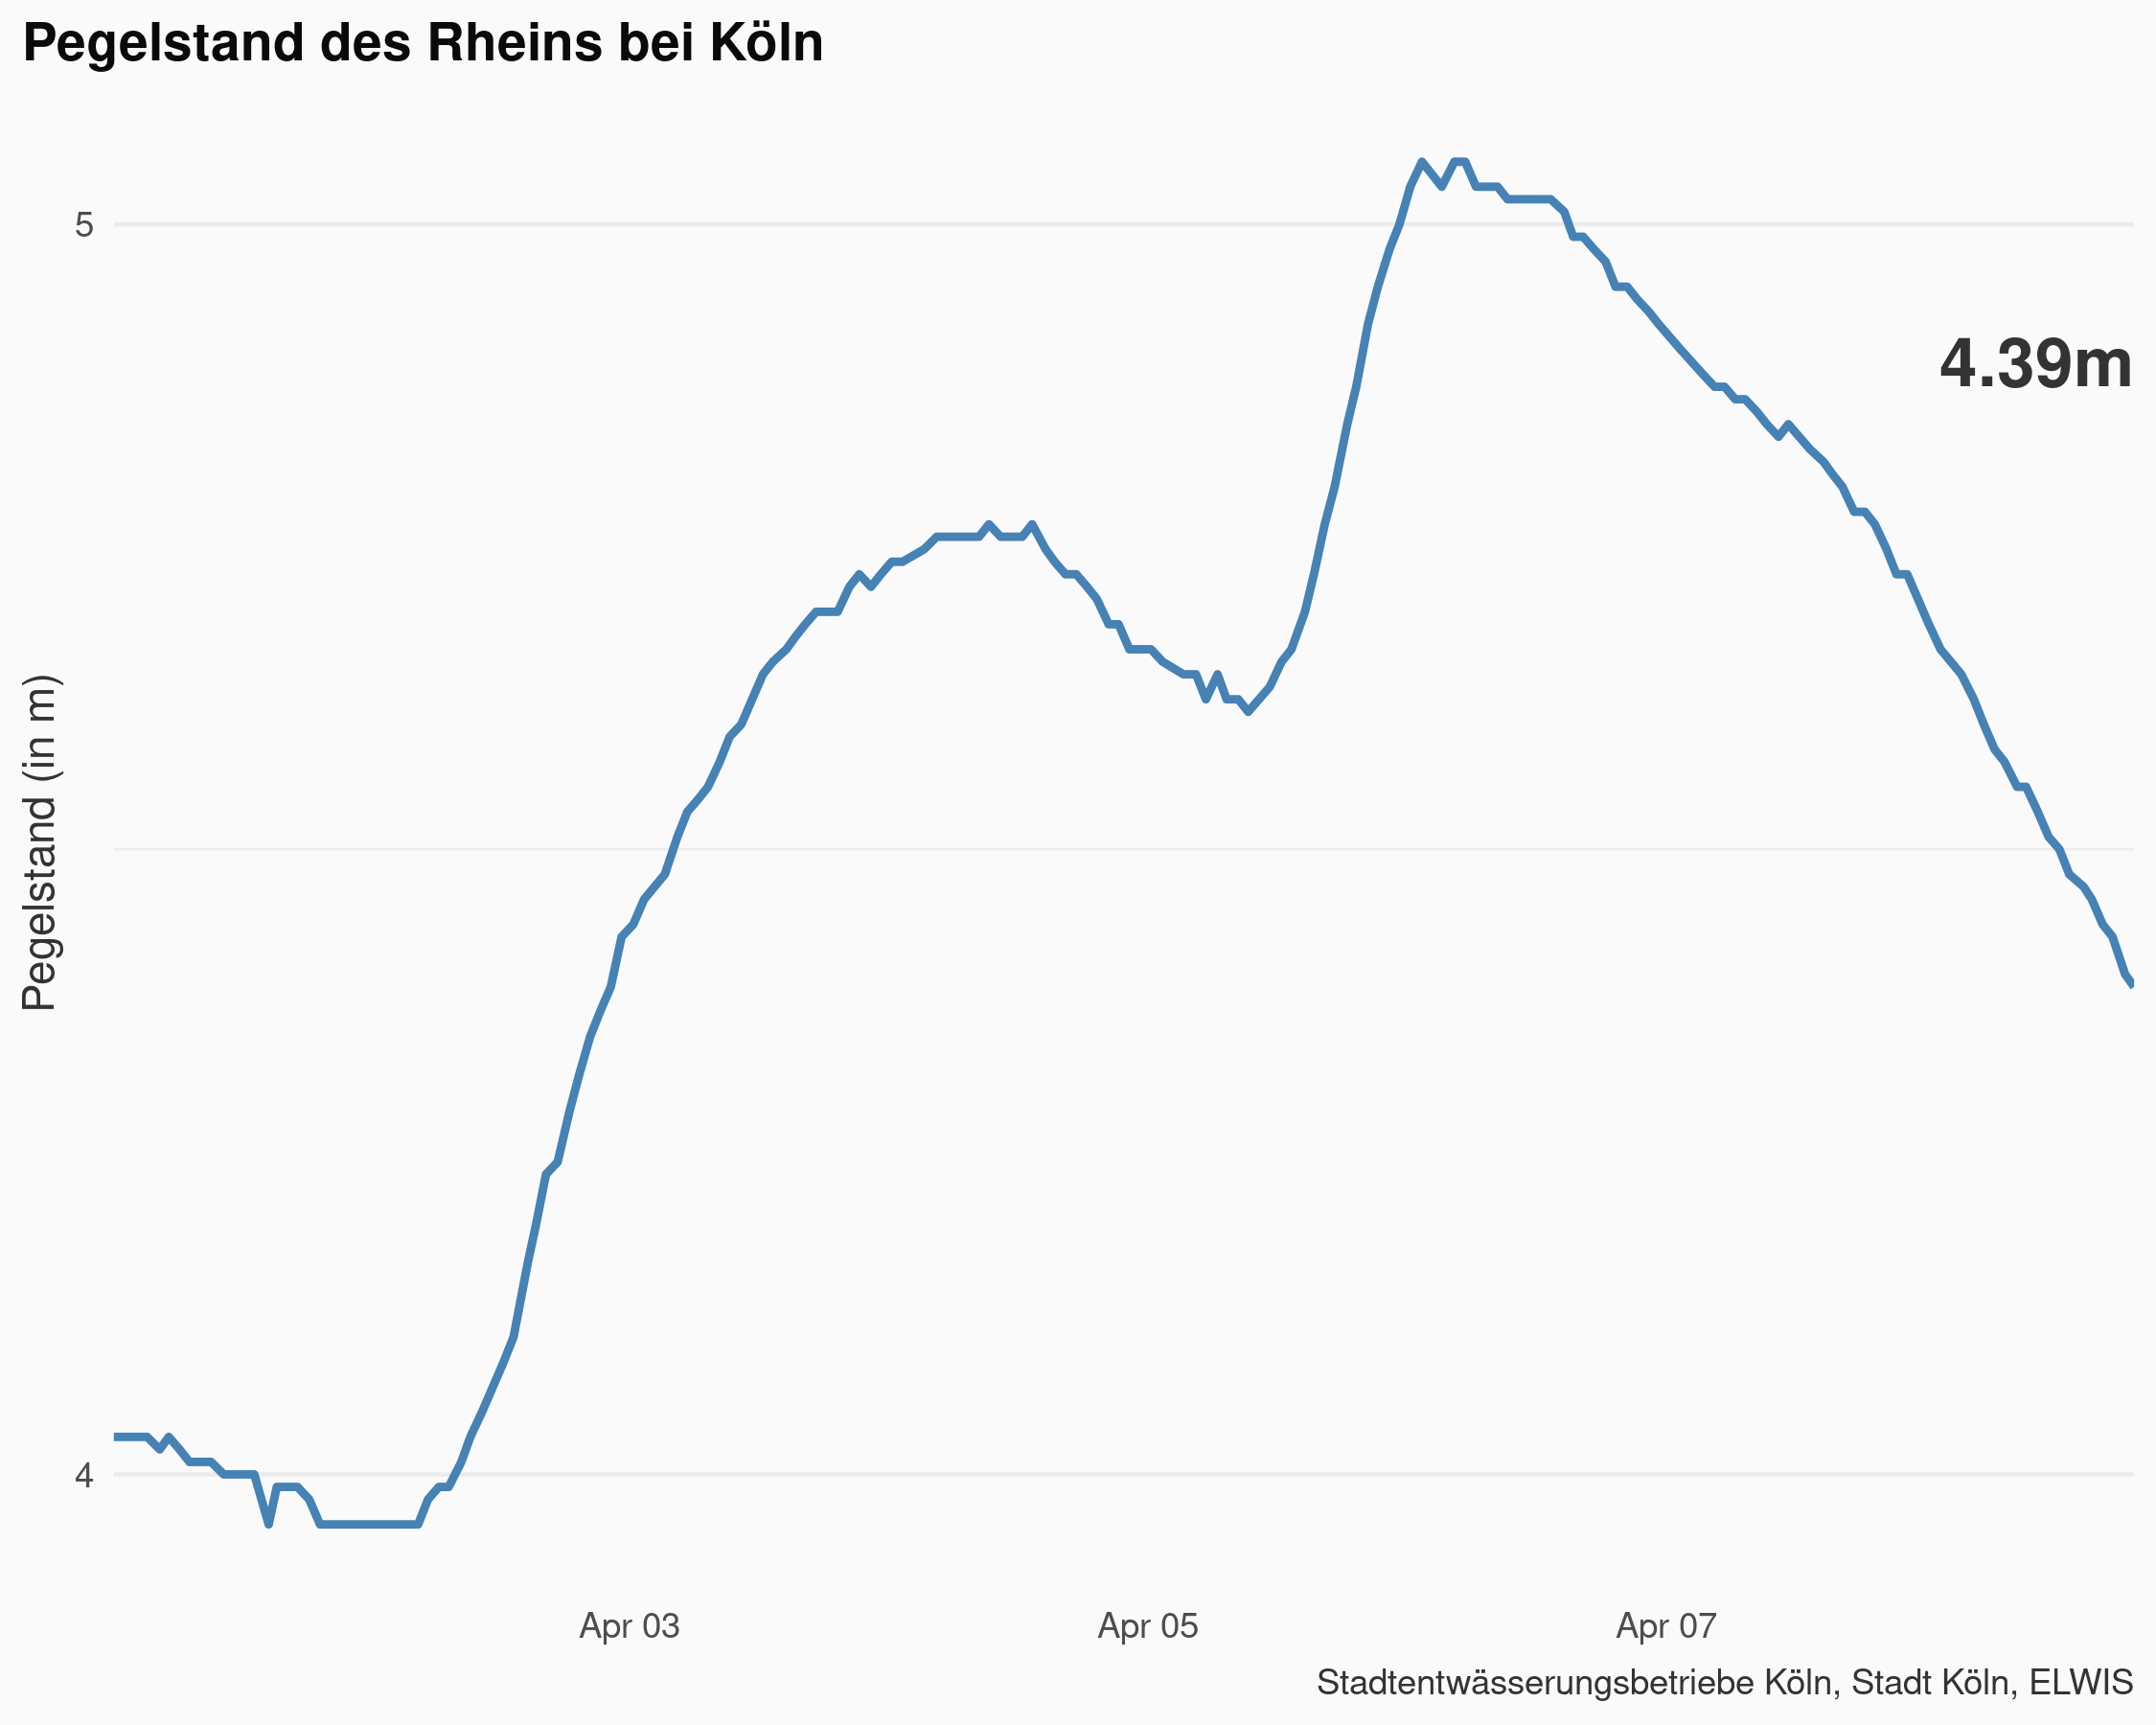 Pegelstand des Rheins bei Köln
5
4.39m
Pegelstand (in m)
4
Apr 03
Apr 05
Apr 07
Stadtentwässerungsbetriebe Köln, Stadt Köln, ELWIS